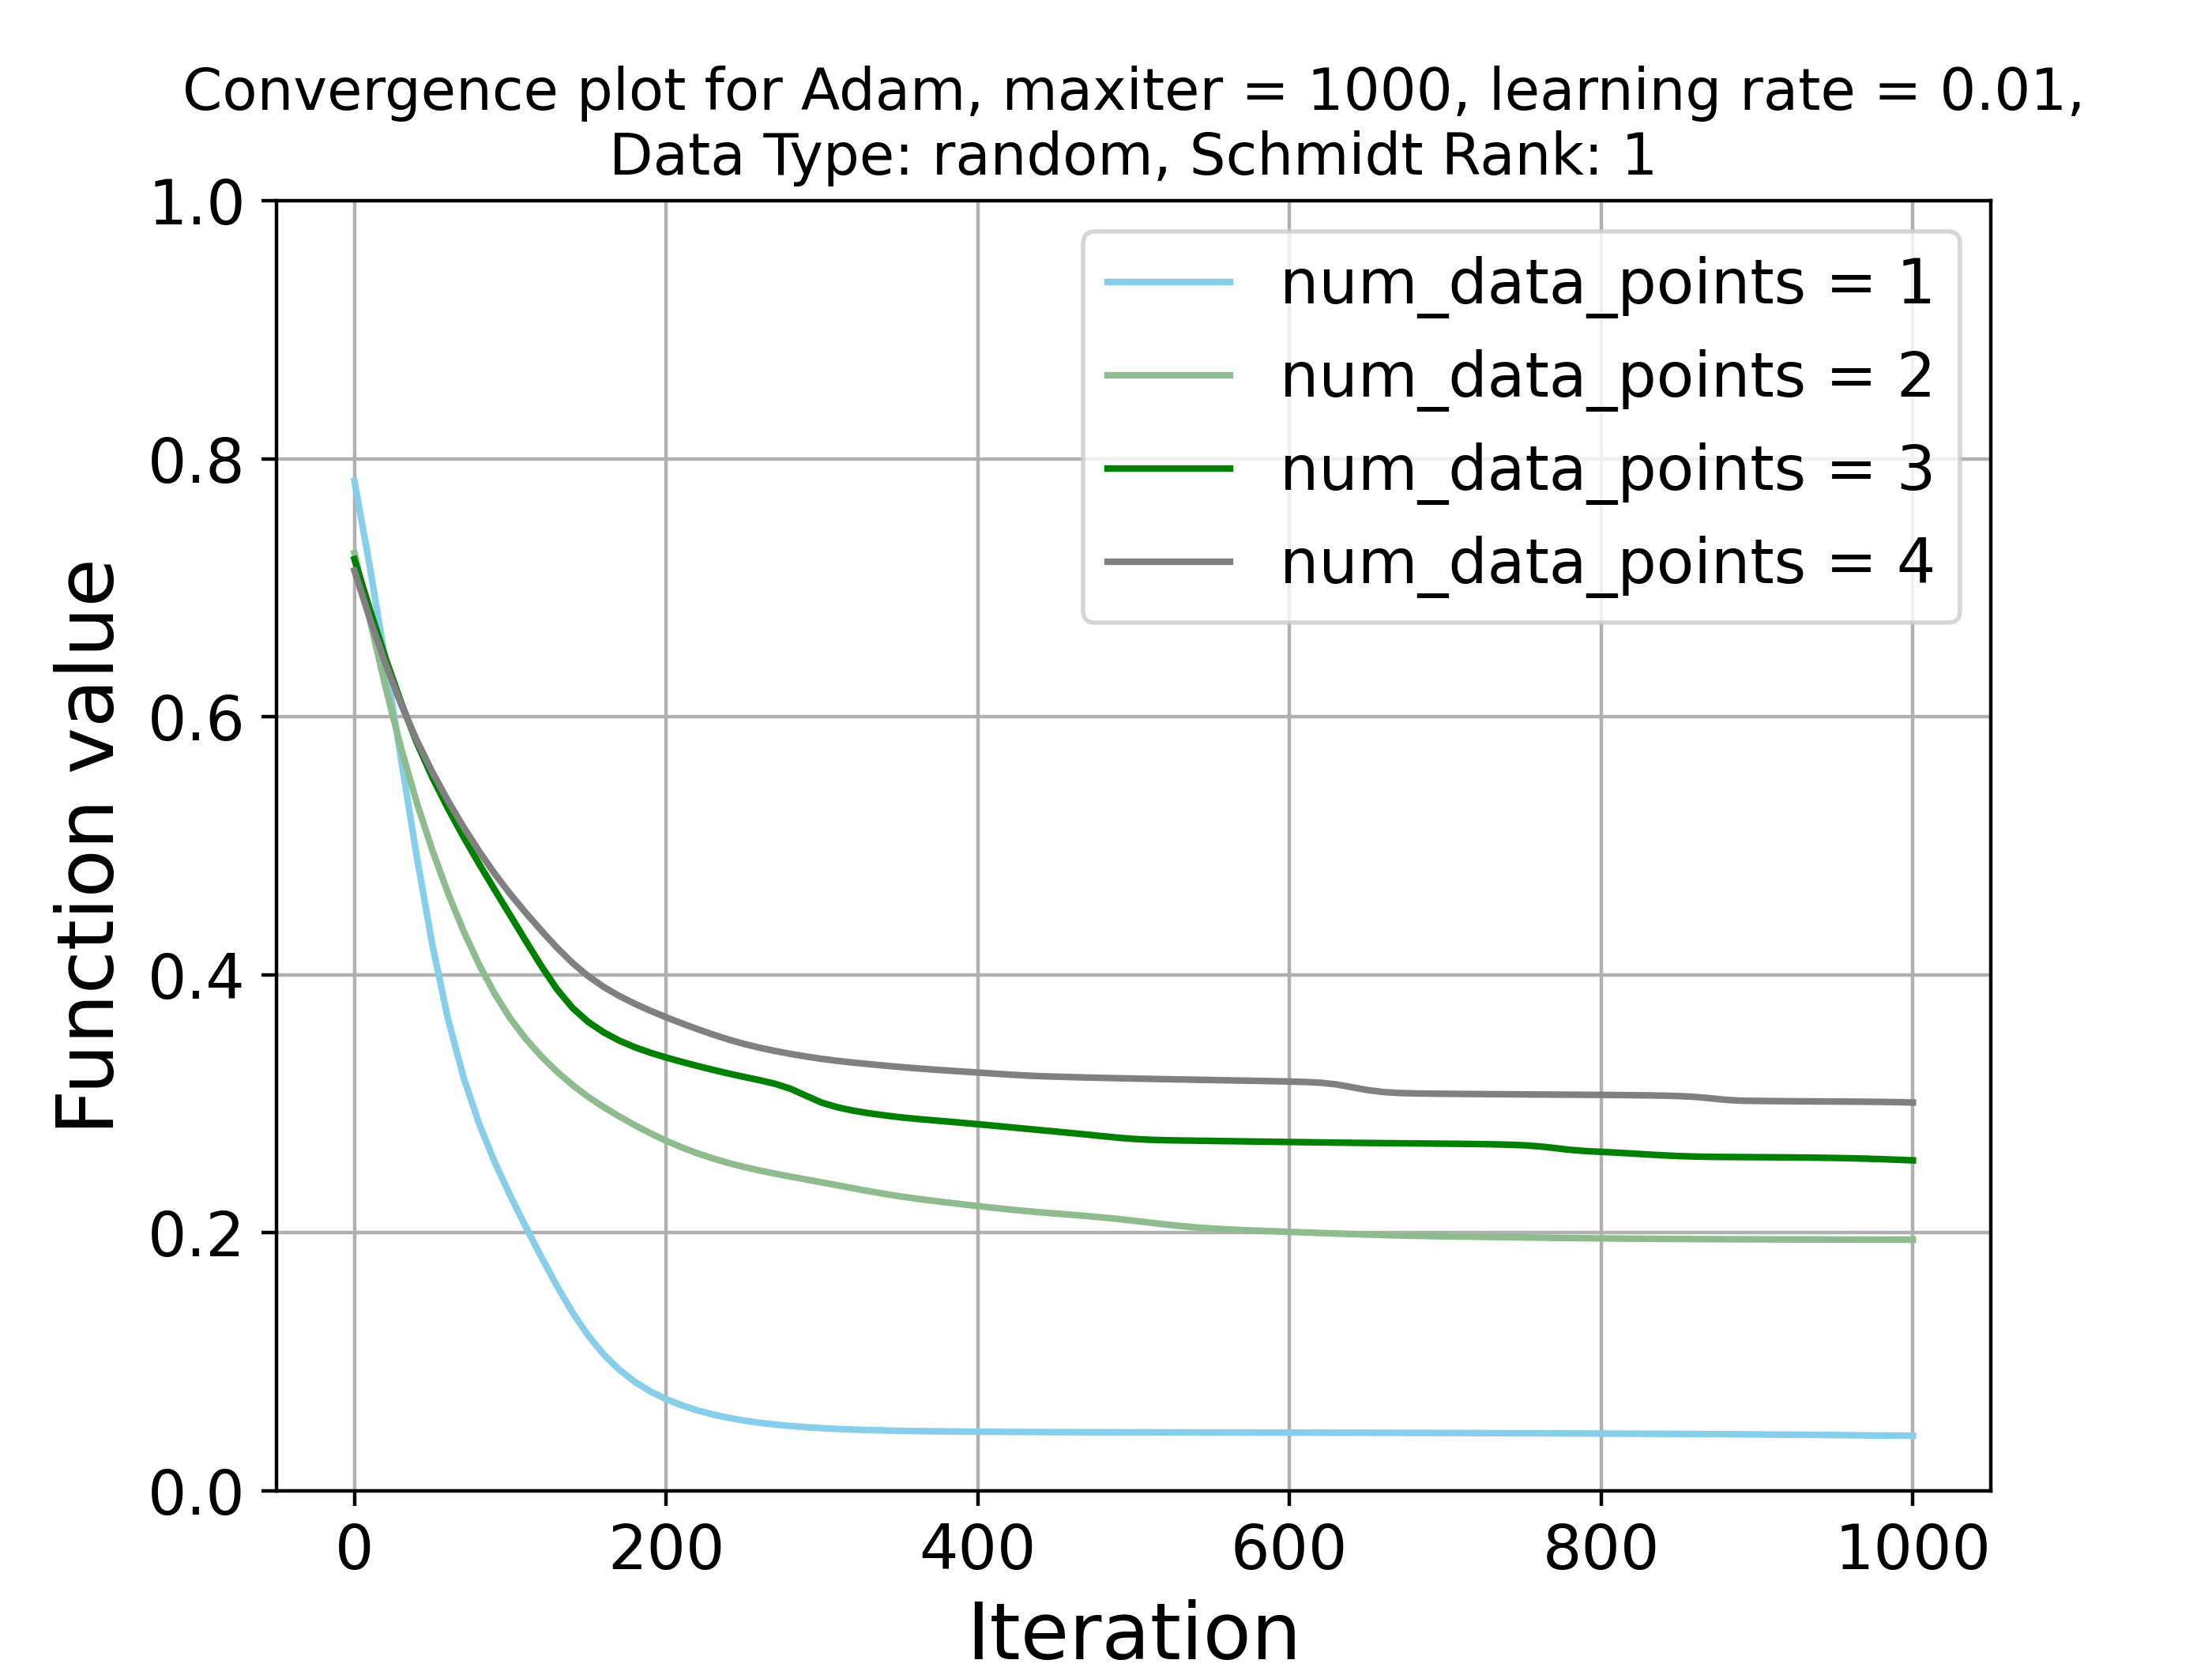 Convergence plot for Adam, maxiter = 1000, learning rate = 0.01,
Data Type: random, Schmidt Rank: 1
1.0
0.8
0.6
0.4
0.2
0.0
Function value
num_data_points = 1
num_data_points = 2
num_data_points = 3
num_data_points = 4
0 200 400 600 800 1000
Iteration